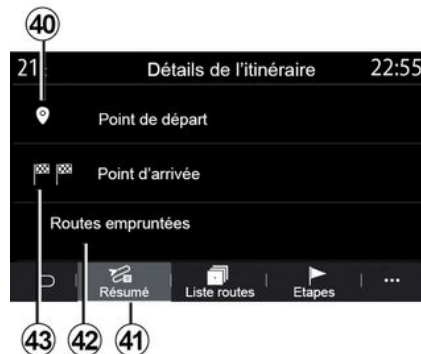 40
21 Détails de l'itinéraire 22:55
Point de départ
Point d'arrivée
Routes empruntées
Résumé Liste routes Etapes ...
43 42 41